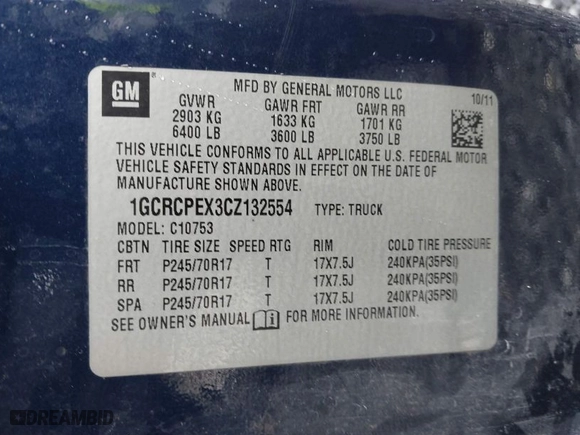 GM ®
MFD BY GENERAL MOTORS LLC
10/11
GVWR GAWR FRT GAWR RR
2903 KG 1633 KG 1701 KG
6400 LB 3600 LB 3750 LB
THIS VEHICLE CONFORMS TO ALL APPLICABLE U.S. FEDERAL MOTOR
VEHICLE SAFETY STANDARDS IN EFFECT ON THE DATE OF
MANUFACTURE SHOWN ABOVE.
1GCRCPEX3CZ132554 TYPE: TRUCK
MODEL: C10753
CBTN TIRE SIZE SPEED RTG RIM COLD TIRE PRESSURE
FRT P245/70R17 T 17X7.5J 240KPA(35PSI)
RR P245/70R17 T 17X7.5J 240KPA(35PSI)
SPA P245/70R17 T 17X7.5J 240KPA(35PSI)
SEE OWNER'S MANUAL i FOR MORE INFORMATION.
DREAMBID